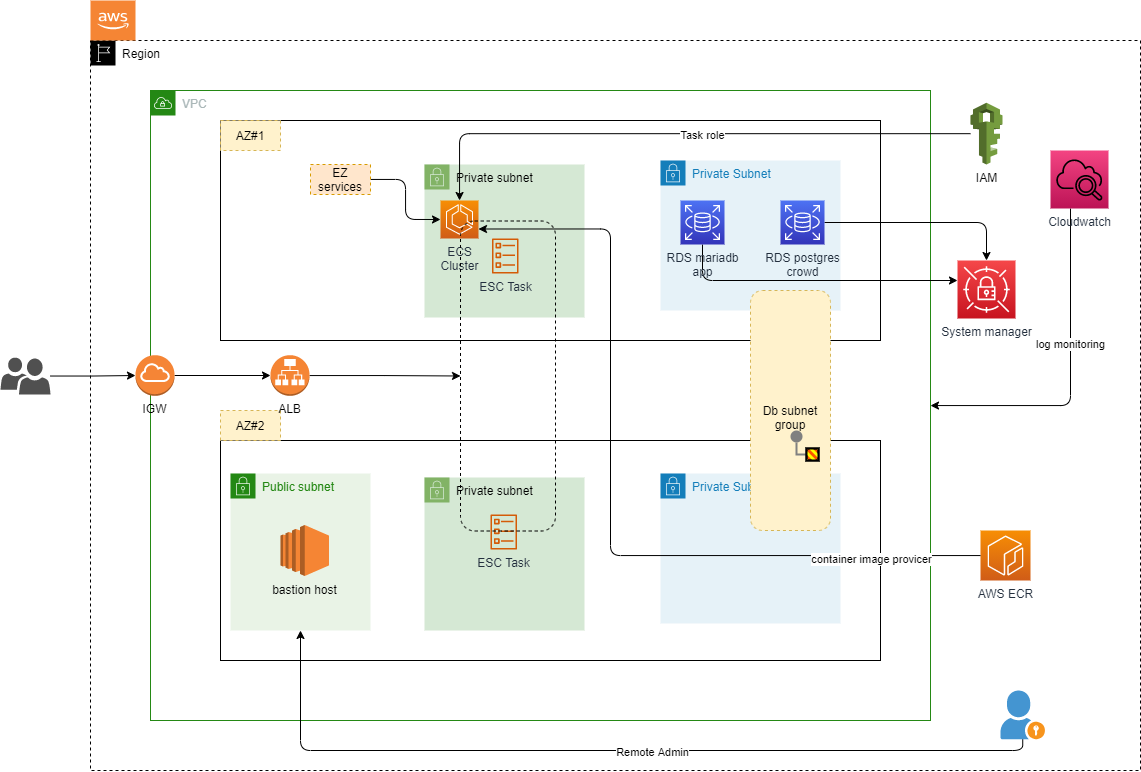 aws
Region
VPC
AZ#1
Task role
EZ
services
Private subnet
Private Subnet
IAM
Cloudwatch
ECS
Cluster
ESC Task
RDS mariadb
app
RDS postgres
crowd
System manager
log monitoring
IGW
ALB
AZ#2
Db subnet
group
Public subnet
Private subnet
Private Sub
bastion host
ESC Task
container image provicer
AWS ECR
Remote Admin